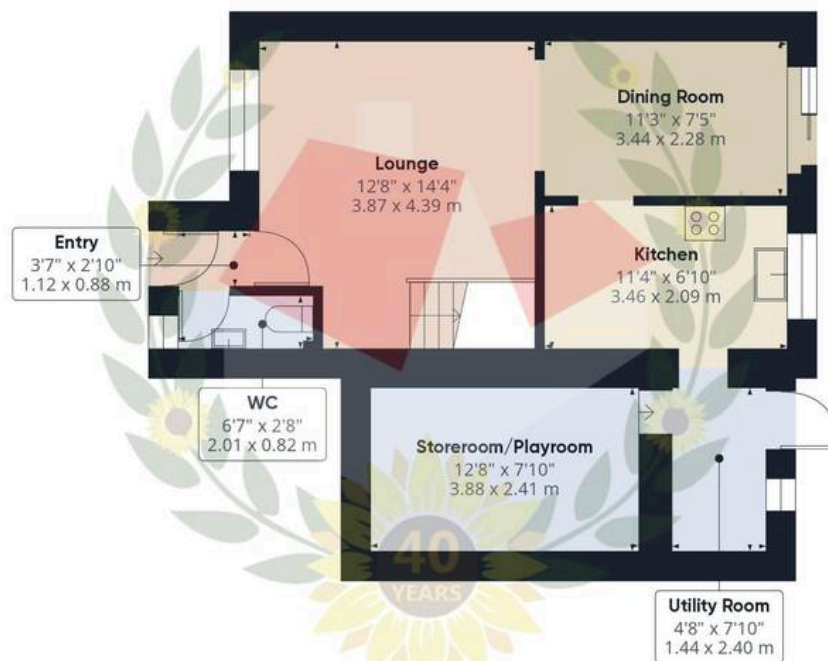 Dining Room
11'3" x 7'5"
3.44 x 2.28 m
Lounge
12'8" x 14'4"
3.87 x 4.39 m
Entry
3'7" x 2'10"
1.12 x 0.88 m
Kitchen
11'4" x 6'10"
3.46 x 2.09 m
WC
6'7" x 2'8"
2.01 x 0.82 m
Storeroom/Playroom
12'8" x 7'10"
3.88 x 2.41 m
40
YEARS
Utility Room
4'8" x 7'10"
1.44 x 2.40 m